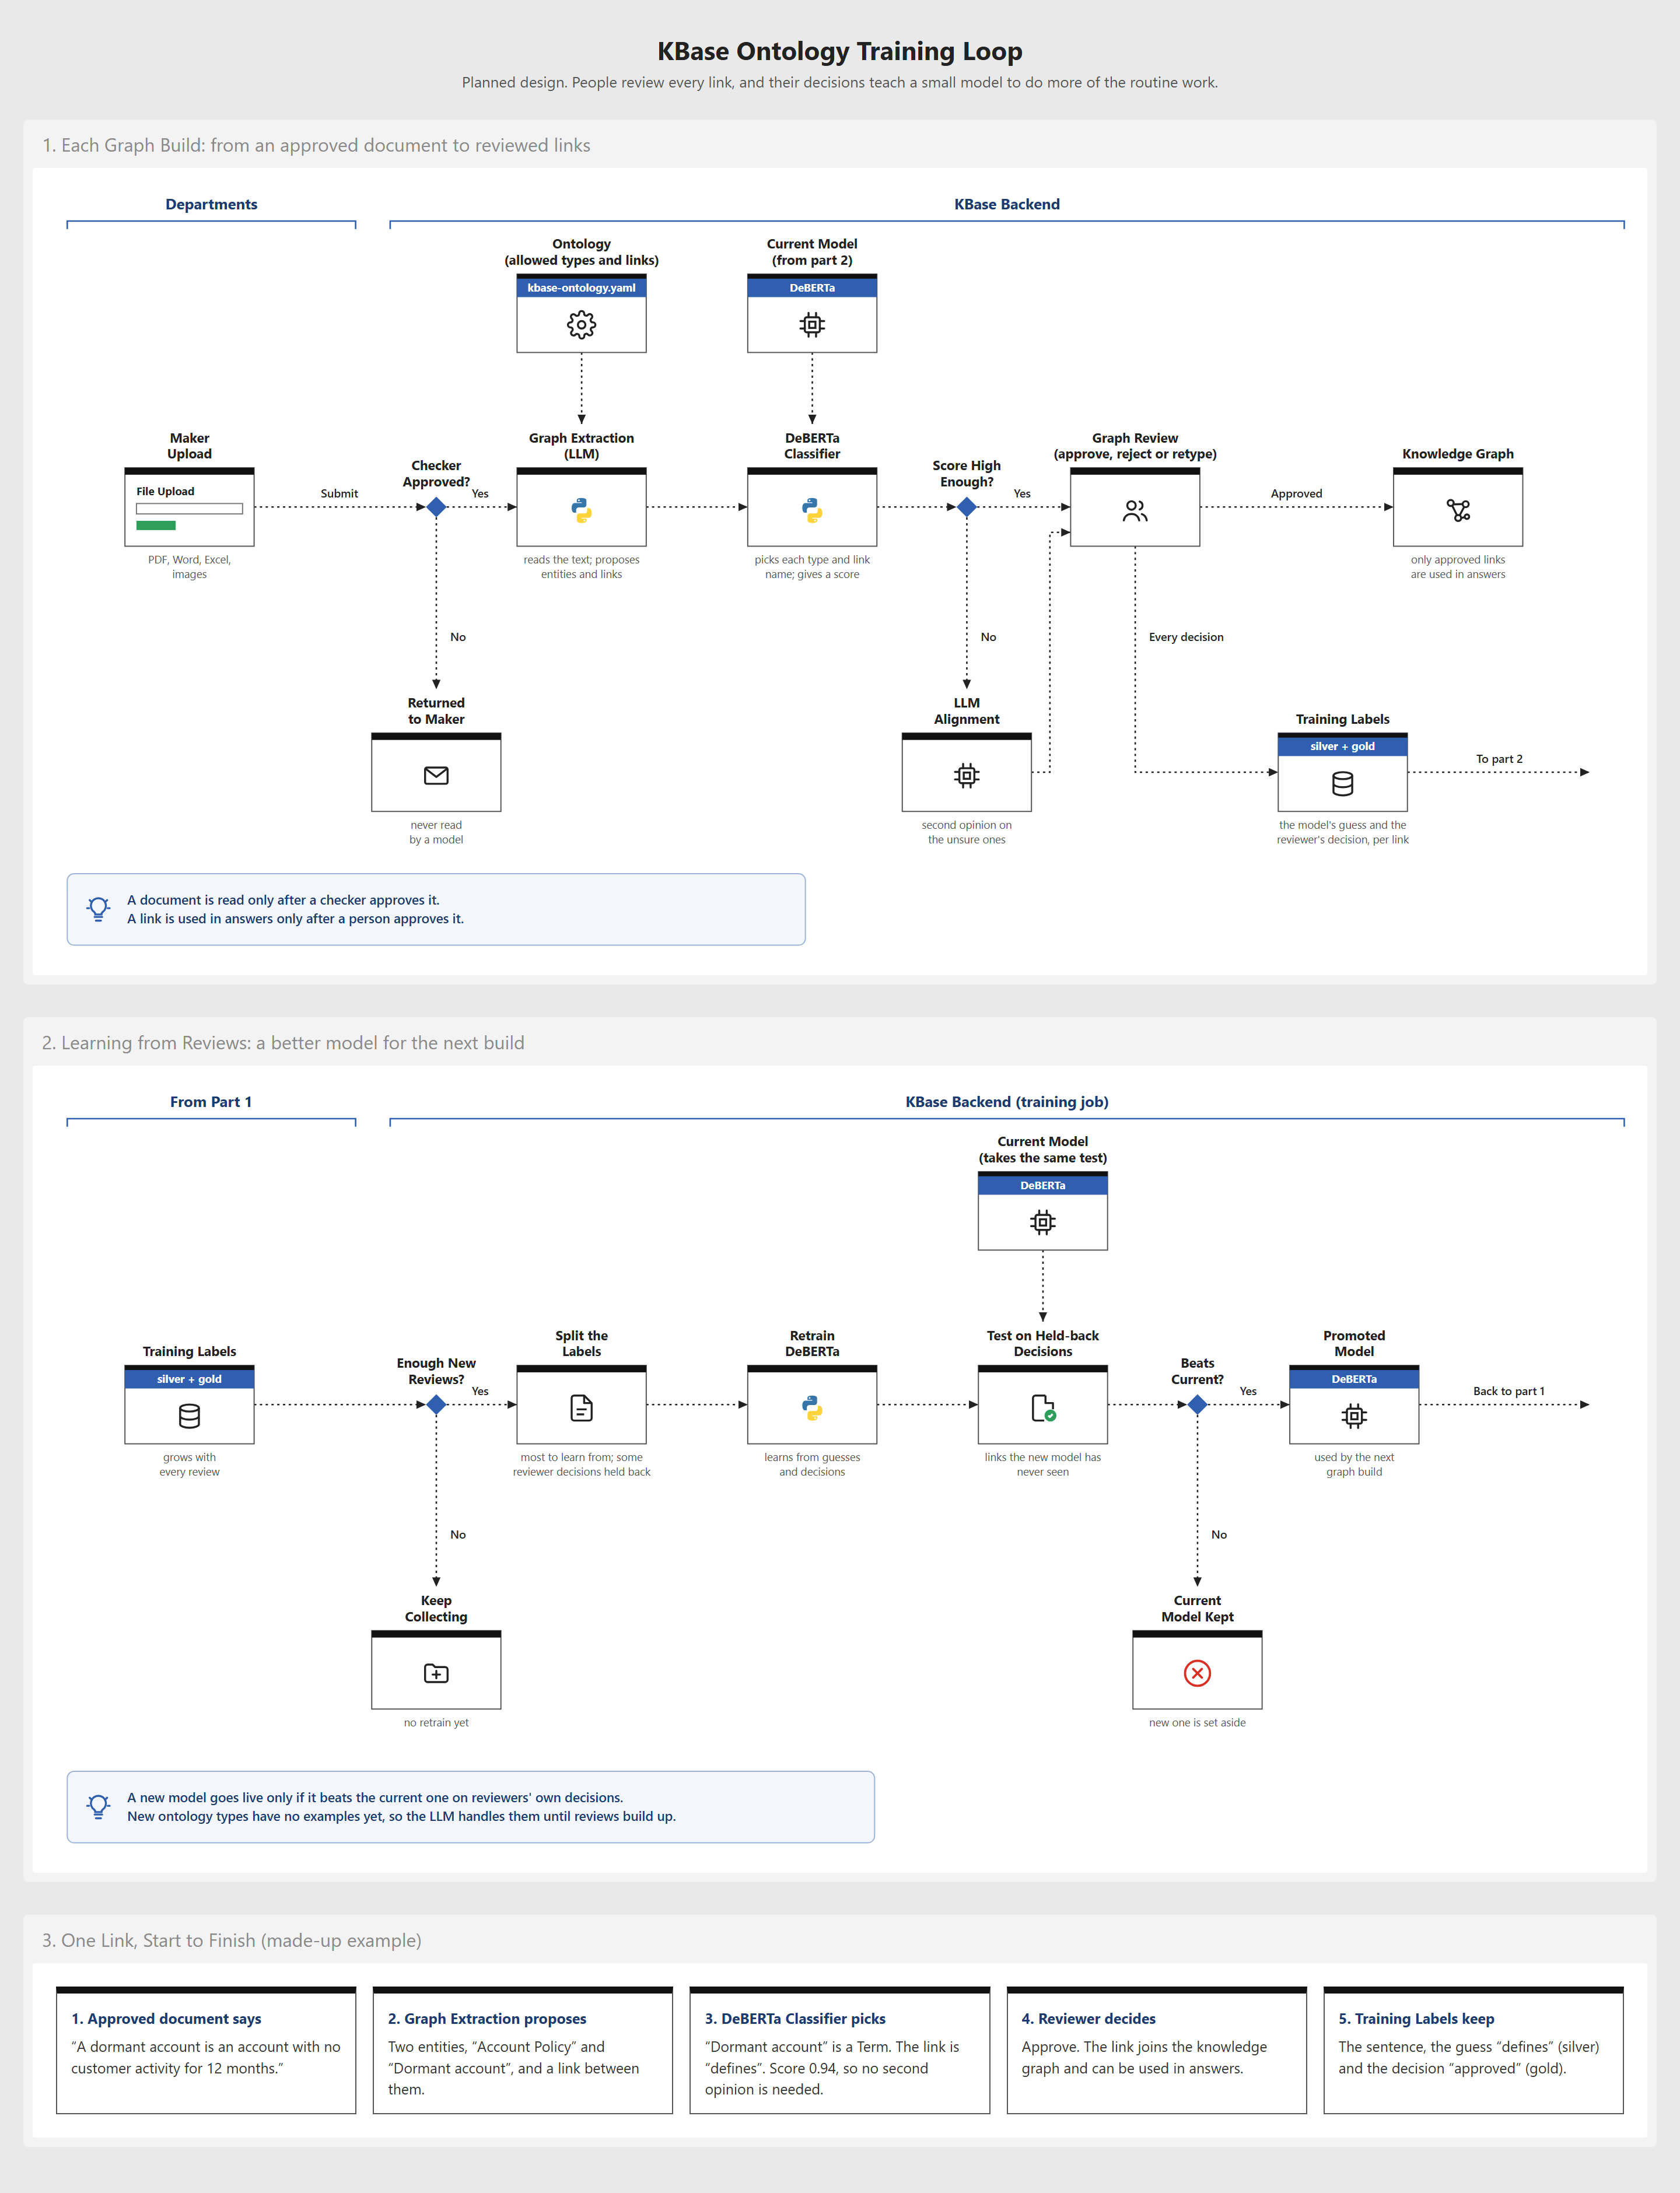 KBase Ontology Training Loop
Planned design. People review every link, and their decisions teach a small model to do more of the routine work.
1. Each Graph Build: from an approved document to reviewed links
Departments
KBase Backend
Ontology
(allowed types and links)
kbase-ontology.yaml
Current Model
(from part 2)
DeBERTa
Maker
Upload
File Upload
PDF, Word, Excel,
images
Submit
Checker
Approved?
Yes
Graph Extraction
(LLM)
reads the text; proposes
entities and links
DeBERTa
Classifier
picks each type and link
name; gives a score
Score High
Enough?
Yes
Graph Review
(approve, reject or retype)
Approved
Knowledge Graph
only approved links
are used in answers
No
No
Every decision
Returned
to Maker
never read
by a model
LLM
Alignment
second opinion on
the unsure ones
Training Labels
silver + gold
the model's guess and the
reviewer's decision, per link
To part 2
A document is read only after a checker approves it.
A link is used in answers only after a person approves it.
2. Learning from Reviews: a better model for the next build
From Part 1
KBase Backend (training job)
Current Model
(takes the same test)
DeBERTa
Training Labels
silver + gold
grows with
every review
Enough New
Reviews?
Yes
Split the
Labels
most to learn from; some
reviewer decisions held back
Retrain
DeBERTa
learns from guesses
and decisions
Test on Held-back
Decisions
links the new model has
never seen
Beats
Current?
Yes
Promoted
Model
DeBERTa
used by the next
graph build
Back to part 1
No
No
Keep
Collecting
no retrain yet
Current
Model Kept
new one is set aside
A new model goes live only if it beats the current one on reviewers' own decisions.
New ontology types have no examples yet, so the LLM handles them until reviews build up.
3. One Link, Start to Finish (made-up example)
1. Approved document says
“A dormant account is an account with no
customer activity for 12 months.”
2. Graph Extraction proposes
Two entities, “Account Policy” and
“Dormant account”, and a link between
them.
3. DeBERTa Classifier picks
“Dormant account” is a Term. The link is
“defines”. Score 0.94, so no second
opinion is needed.
4. Reviewer decides
Approve. The link joins the knowledge
graph and can be used in answers.
5. Training Labels keep
The sentence, the guess “defines” (silver)
and the decision “approved” (gold).